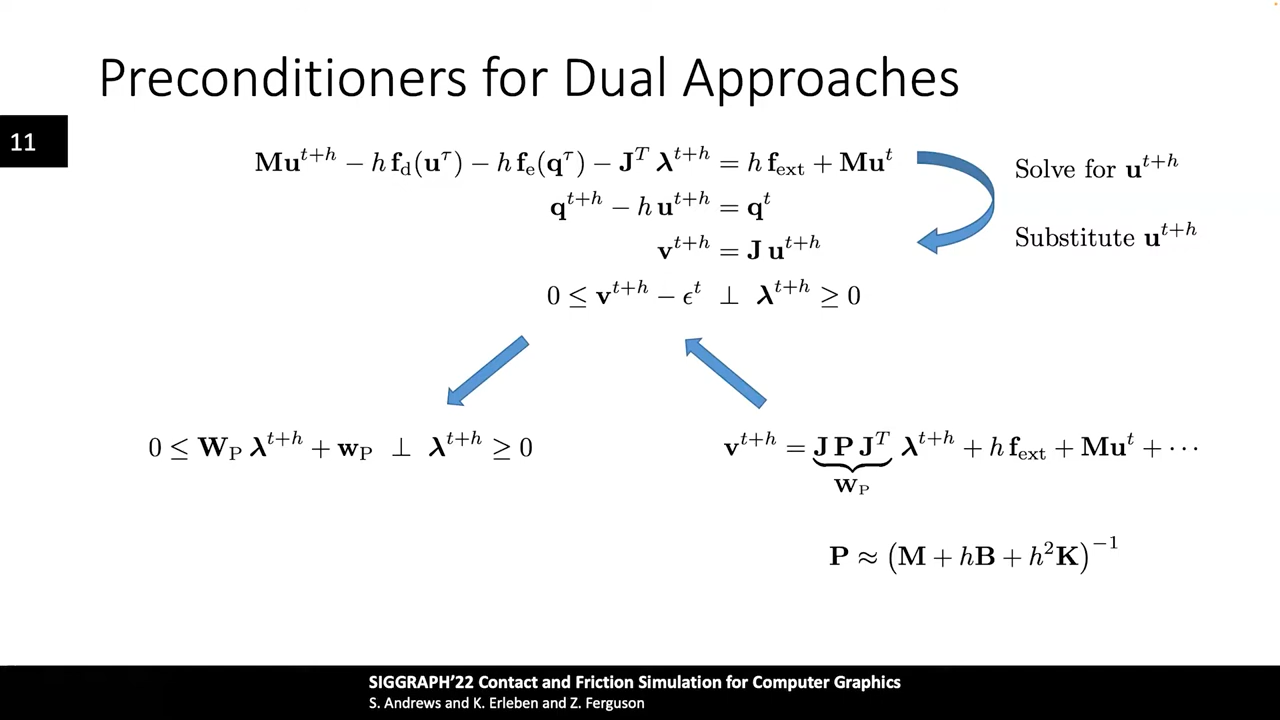 Preconditioners for Dual Approaches
11
𝐌𝐮^{t+h} − h 𝐟_d(𝐮^τ) − h 𝐟_e(𝐪^τ) − 𝐉^T 𝛌^{t+h} = h 𝐟_ext + 𝐌𝐮^t
Solve for 𝐮^{t+h}
𝐪^{t+h} − h 𝐮^{t+h} = 𝐪^t
𝐯^{t+h} = 𝐉 𝐮^{t+h}
Substitute 𝐮^{t+h}
0 ≤ 𝐯^{t+h} − ϵ^t ⊥ 𝛌^{t+h} ≥ 0
0 ≤ 𝐖_P 𝛌^{t+h} + 𝐰_P ⊥ 𝛌^{t+h} ≥ 0
𝐯^{t+h} = 𝐉 𝐏 𝐉^T 𝛌^{t+h} + h 𝐟_ext + 𝐌𝐮^t + ⋯
𝐖_P
𝐏 ≈ (𝐌 + h𝐁 + h²𝐊)^{−1}
SIGGRAPH’22 Contact and Friction Simulation for Computer Graphics
S. Andrews and K. Erleben and Z. Ferguson